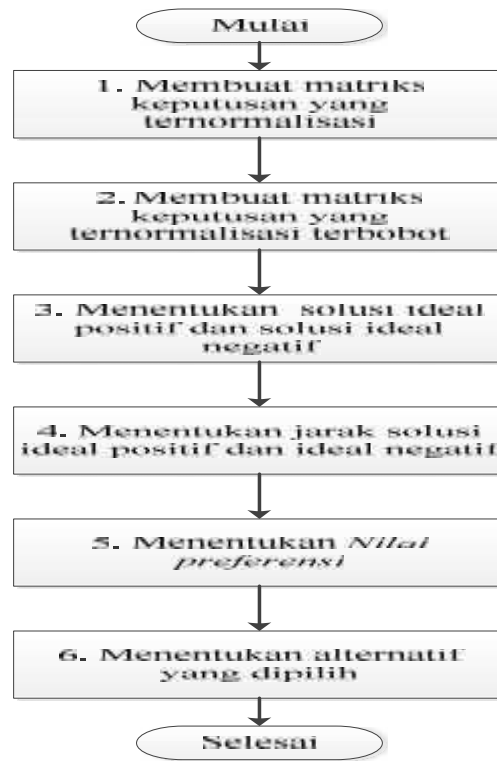 Mulai
1. Membuat matriks
keputusan yang
ternormalisasi
2. Membuat matriks
keputusan yang
ternormalisasi terbobot
3. Menentukan solusi ideal
positif dan solusi ideal
negatif
4. Menentukan jarak solusi
ideal positif dan ideal negatif
5. Menentukan Nilai
preferensi
6. Menentukan alternatif
yang dipilih
Selesai